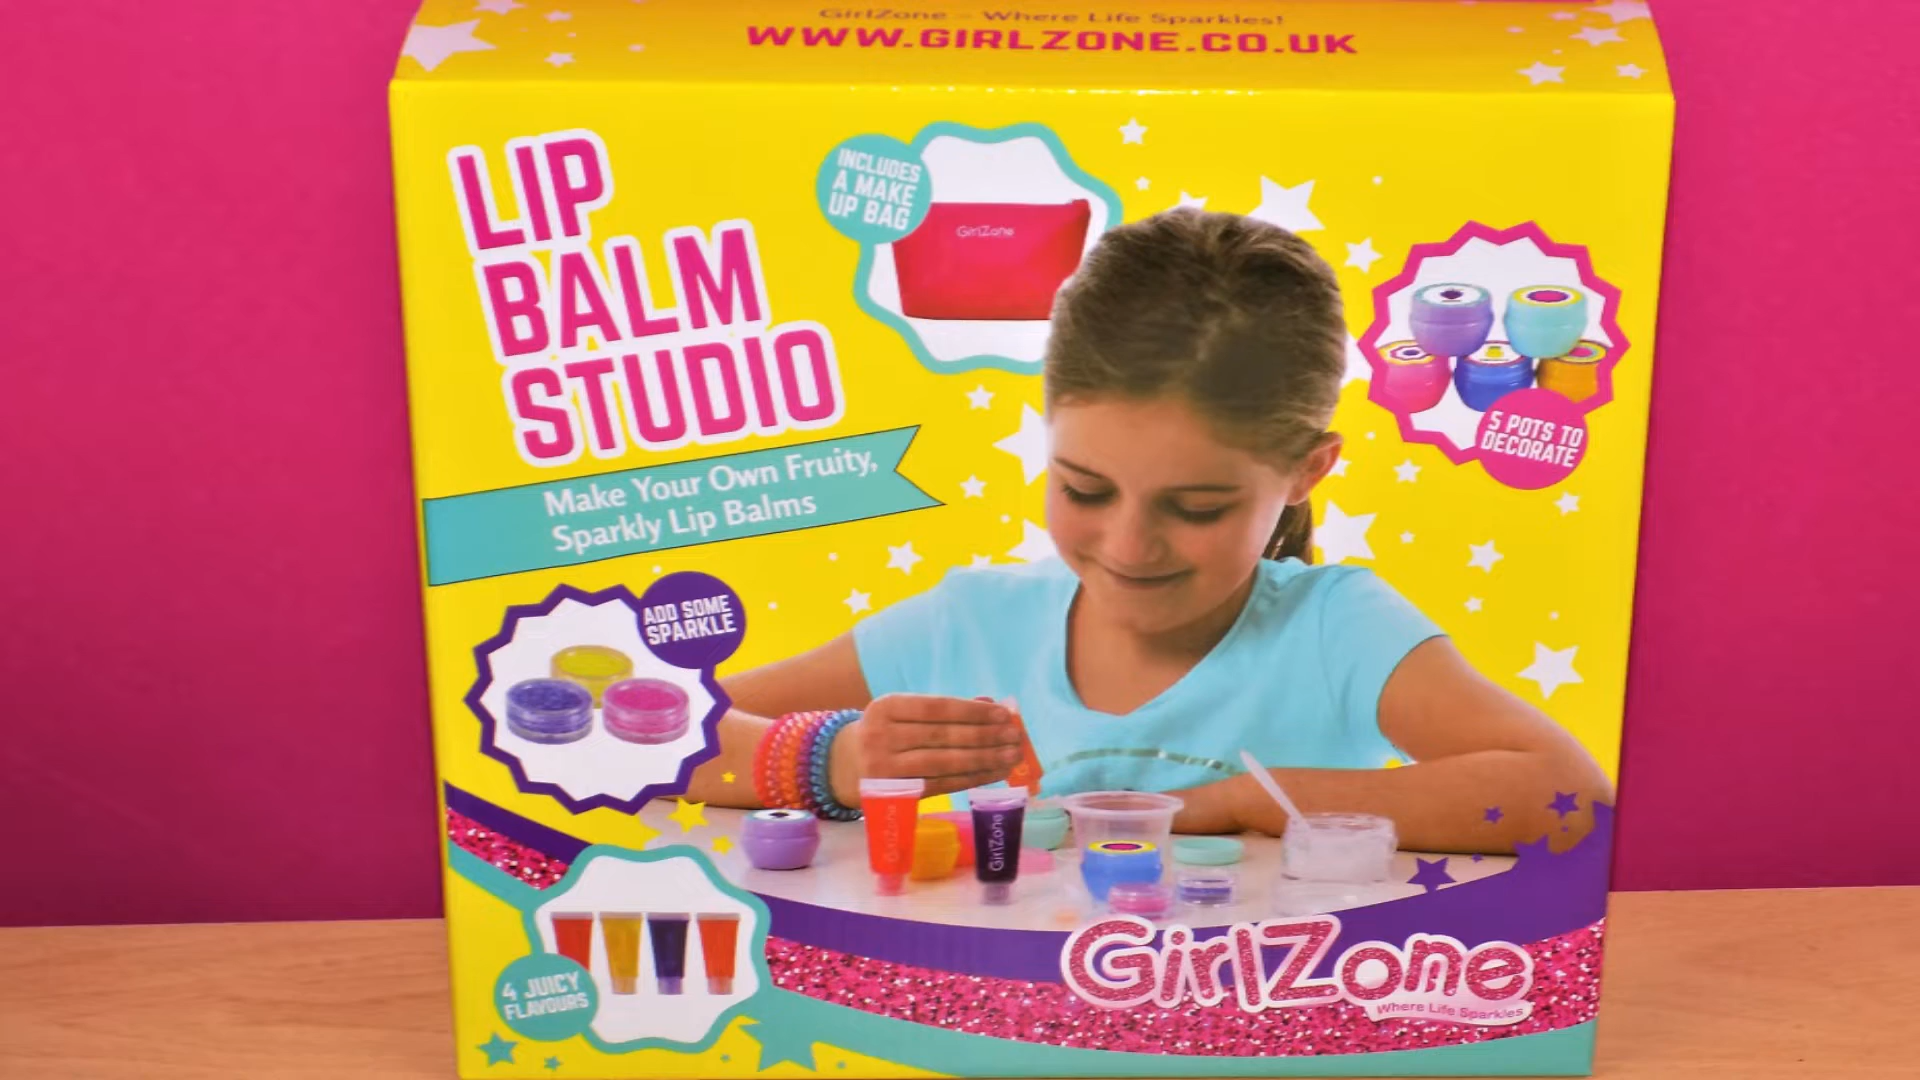 GirlZone - Where Life Sparkles!
WWW.GIRLZONE.CO.UK
LIP
BALM
STUDIO
Make Your Own Fruity,
Sparkly Lip Balms
INCLUDES
A MAKE
UP BAG
GirlZone
5 POTS TO
DECORATE
ADD SOME
SPARKLE
GirlZone
GirlZone
4 JUICY
FLAVOURS
GirlZone
Where Life Sparkles